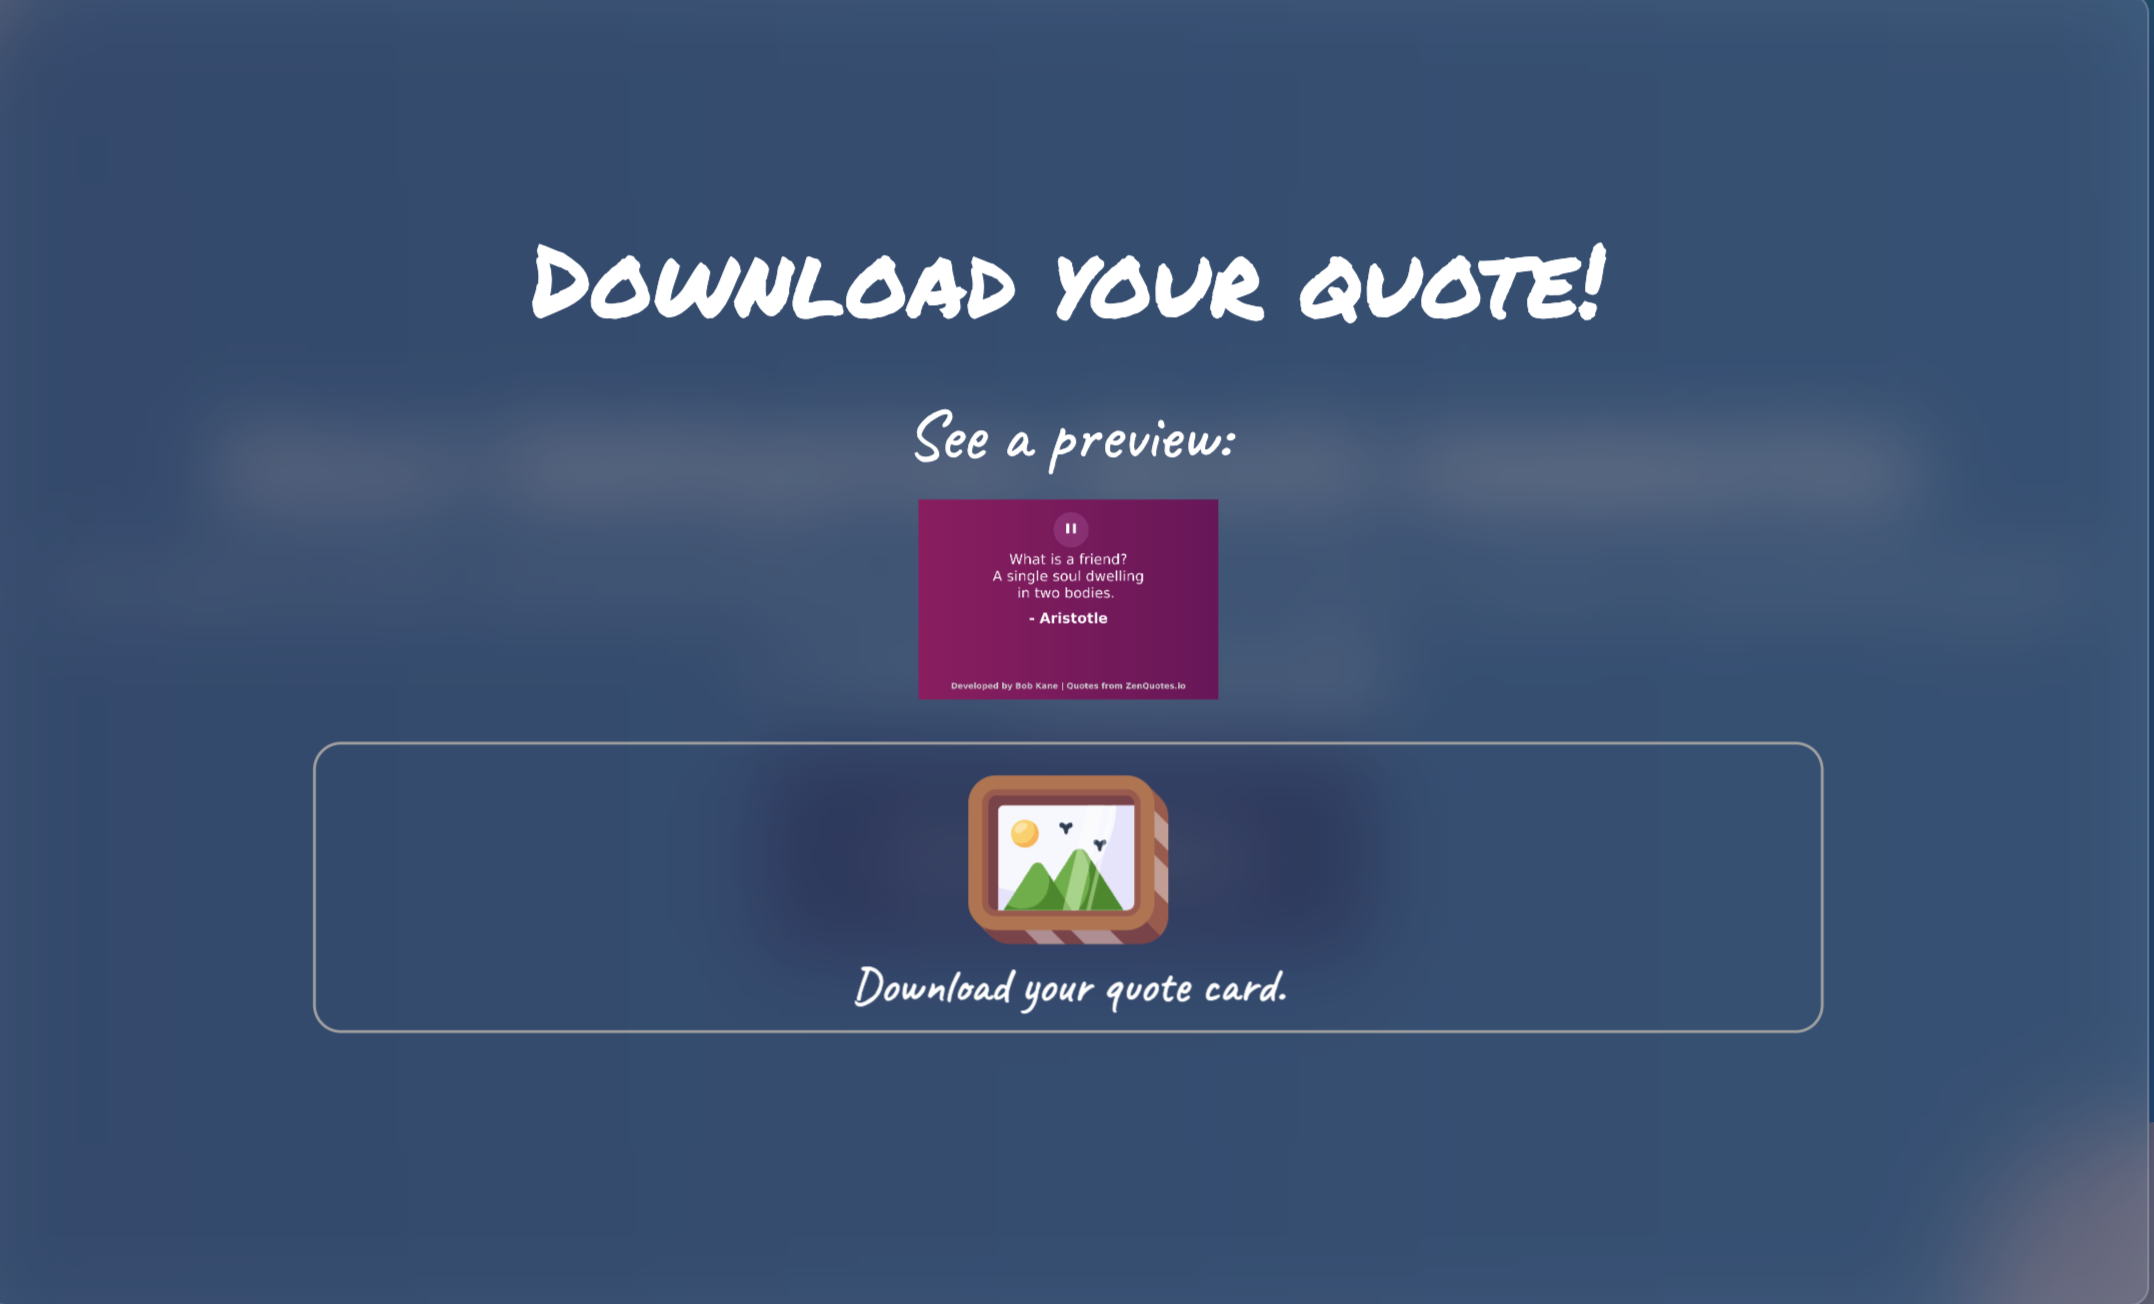 Download your quote!
See a preview:
"
What is a friend?
A single soul dwelling
in two bodies.
- Aristotle
Developed by Bob Kane | Quotes from ZenQuotes.io
Download your quote card.